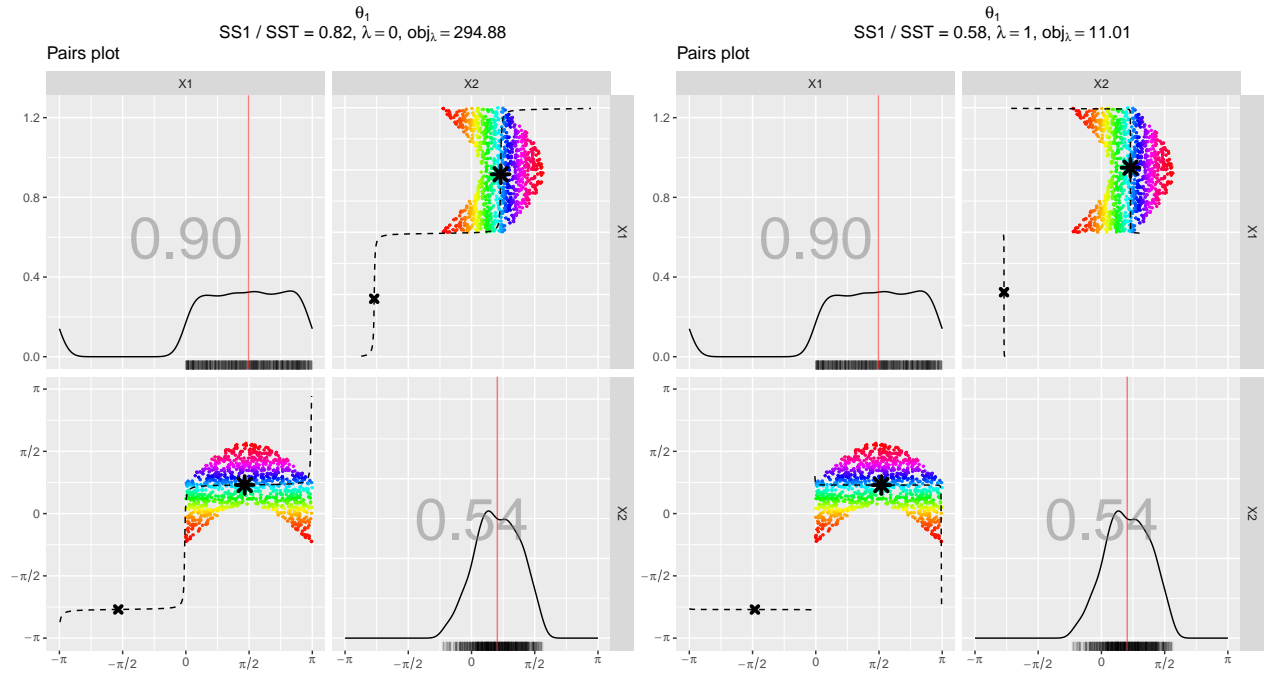 θ₁
SS1 / SST = 0.82, λ = 0, objλ = 294.88
Pairs plot
X1
X2
1.2
0.8
0.4
0.0
0.90
X1
π
π/2
0
−π/2
−π
0.54
X2
−π
−π/2
0
π/2
π
−π
−π/2
0
π/2
π
θ₁
SS1 / SST = 0.58, λ = 1, objλ = 11.01
Pairs plot
X1
X2
1.2
0.8
0.4
0.0
0.90
X1
π
π/2
0
−π/2
−π
0.54
X2
−π
−π/2
0
π/2
π
−π
−π/2
0
π/2
π